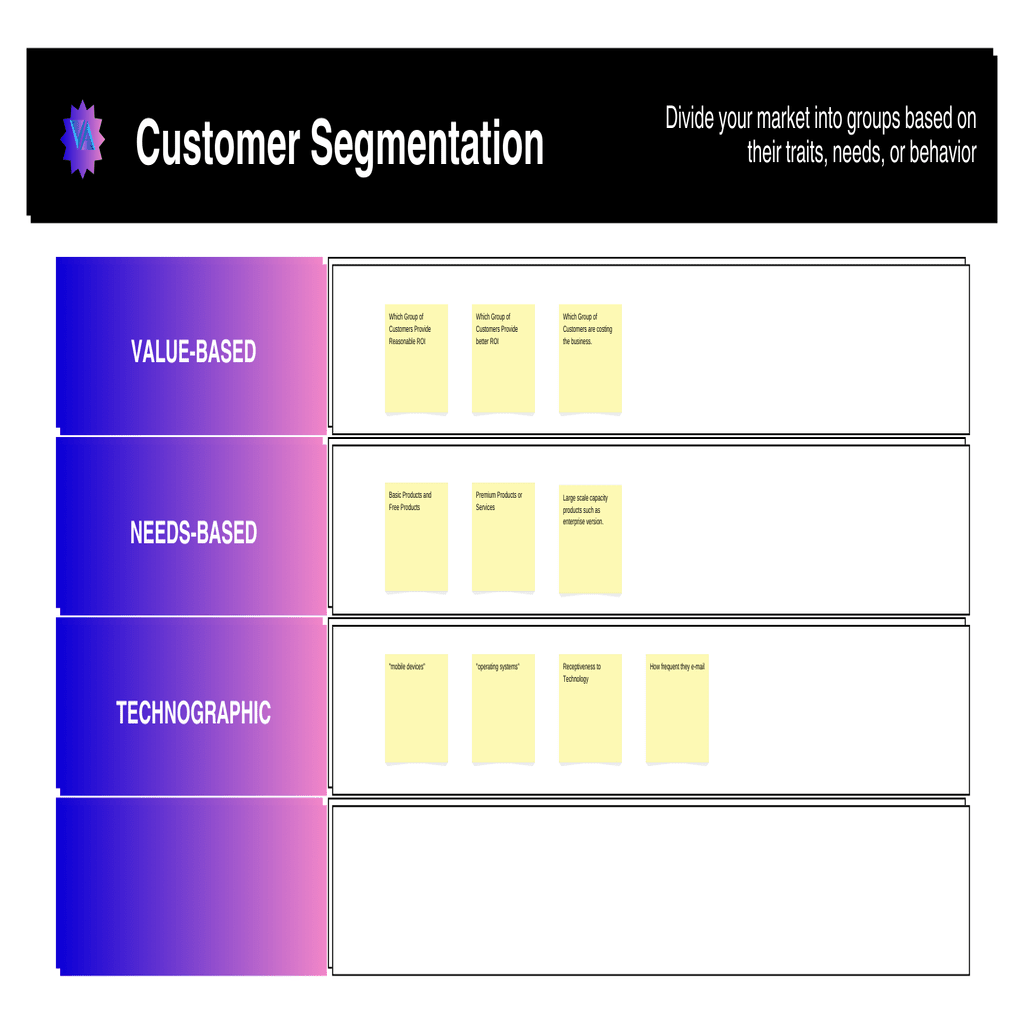 VA
Customer Segmentation
Divide your market into groups based on
their traits, needs, or behavior
VALUE-BASED
Which Group of
Customers Provide
Reasonable ROI
Which Group of
Customers Provide
better ROI
Which Group of
Customers are costing
the business.
NEEDS-BASED
Basic Products and
Free Products
Premium Products or
Services
Large scale capacity
products such as
enterprise version.
TECHNOGRAPHIC
"mobile devices"
"operating systems"
Receptiveness to
Technology
How frequent they e-mail